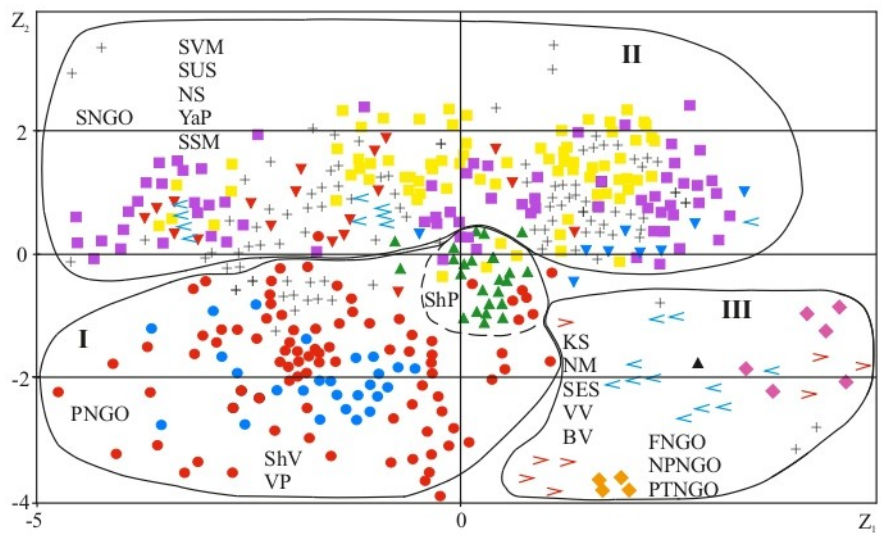 Z2
SVM
SUS
NS
YaP
SSM
SNGO
II
2
0
ShP
I
III
KS
NM
SES
VV
BV
-2
PNGO
ShV
VP
FNGO
NPNGO
PTNGO
-4
-5
0
Z1